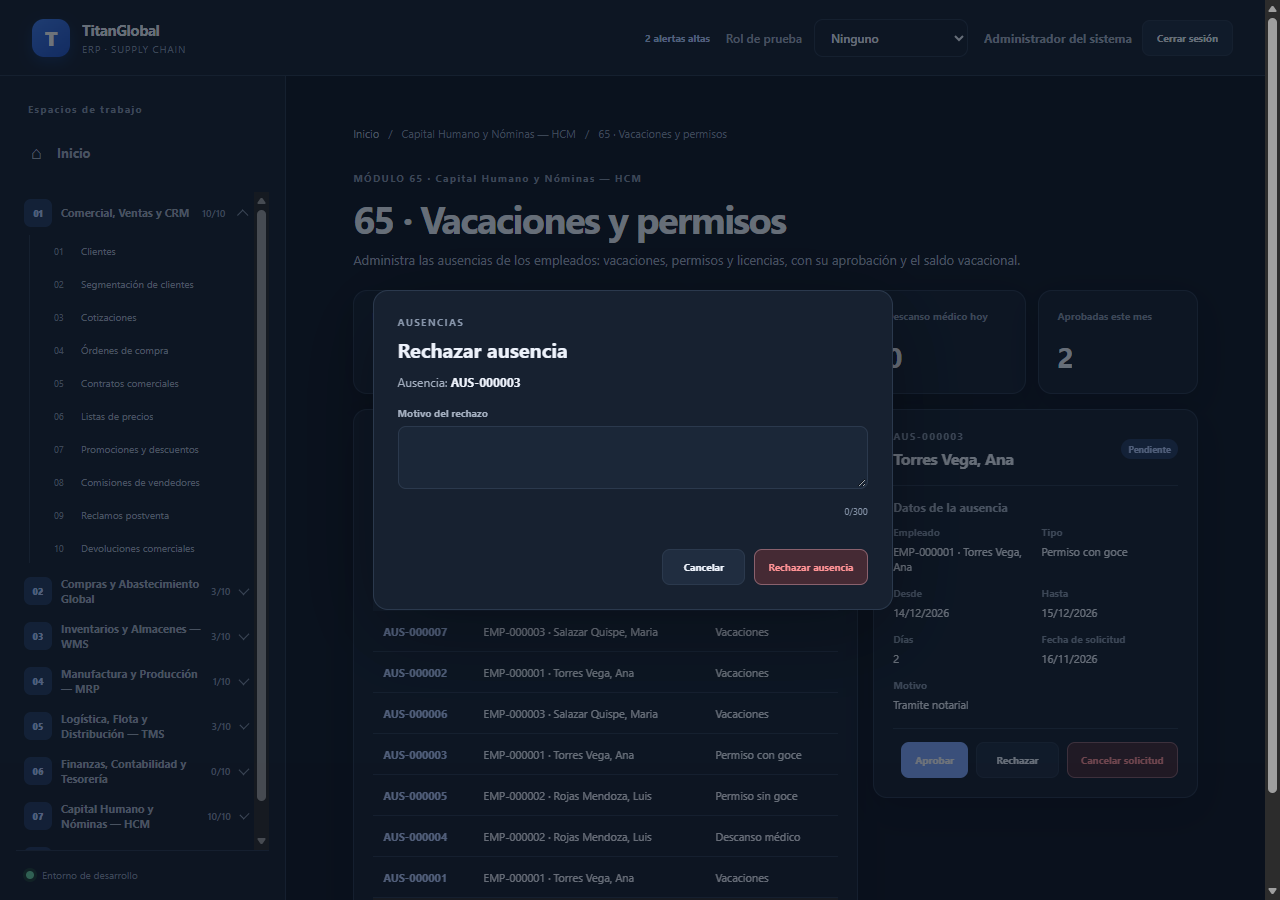 T
TitanGlobal
ERP · SUPPLY CHAIN
2 alertas altas
Rol de prueba
Ninguno
Administrador del sistema
Cerrar sesión
Espacios de trabajo
Inicio
01 Comercial, Ventas y CRM 10/10
01 Clientes
02 Segmentación de clientes
03 Cotizaciones
04 Órdenes de compra
05 Contratos comerciales
06 Listas de precios
07 Promociones y descuentos
08 Comisiones de vendedores
09 Reclamos postventa
10 Devoluciones comerciales
02 Compras y Abastecimiento Global 3/10
03 Inventarios y Almacenes — WMS 3/10
04 Manufactura y Producción — MRP 1/10
05 Logística, Flota y Distribución — TMS 3/10
06 Finanzas, Contabilidad y Tesorería 0/10
07 Capital Humano y Nóminas — HCM 10/10
Entorno de desarrollo
Inicio / Capital Humano y Nóminas — HCM / 65 · Vacaciones y permisos
MÓDULO 65 · Capital Humano y Nóminas — HCM
65 · Vacaciones y permisos
Administra las ausencias de los empleados: vacaciones, permisos y licencias, con su aprobación y el saldo vacacional.
médico hoy
0
Aprobadas este mes
2
AUSENCIAS
Rechazar ausencia
Ausencia: AUS-000003
Motivo del rechazo
0/300
Cancelar
Rechazar ausencia
AUS-000007 EMP-000003 · Salazar Quispe, Maria Vacaciones
AUS-000002 EMP-000001 · Torres Vega, Ana Vacaciones
AUS-000006 EMP-000003 · Salazar Quispe, Maria Vacaciones
AUS-000003 EMP-000001 · Torres Vega, Ana Permiso con goce
AUS-000005 EMP-000002 · Rojas Mendoza, Luis Permiso sin goce
AUS-000004 EMP-000002 · Rojas Mendoza, Luis Descanso médico
AUS-000001 EMP-000001 · Torres Vega, Ana Vacaciones
AUS-000003
Torres Vega, Ana
Pendiente
Datos de la ausencia
Empleado Tipo
EMP-000001 · Torres Vega, Ana Permiso con goce
Desde Hasta
14/12/2026 15/12/2026
Días Fecha de solicitud
2 16/11/2026
Motivo
Tramite notarial
Aprobar
Rechazar
Cancelar solicitud